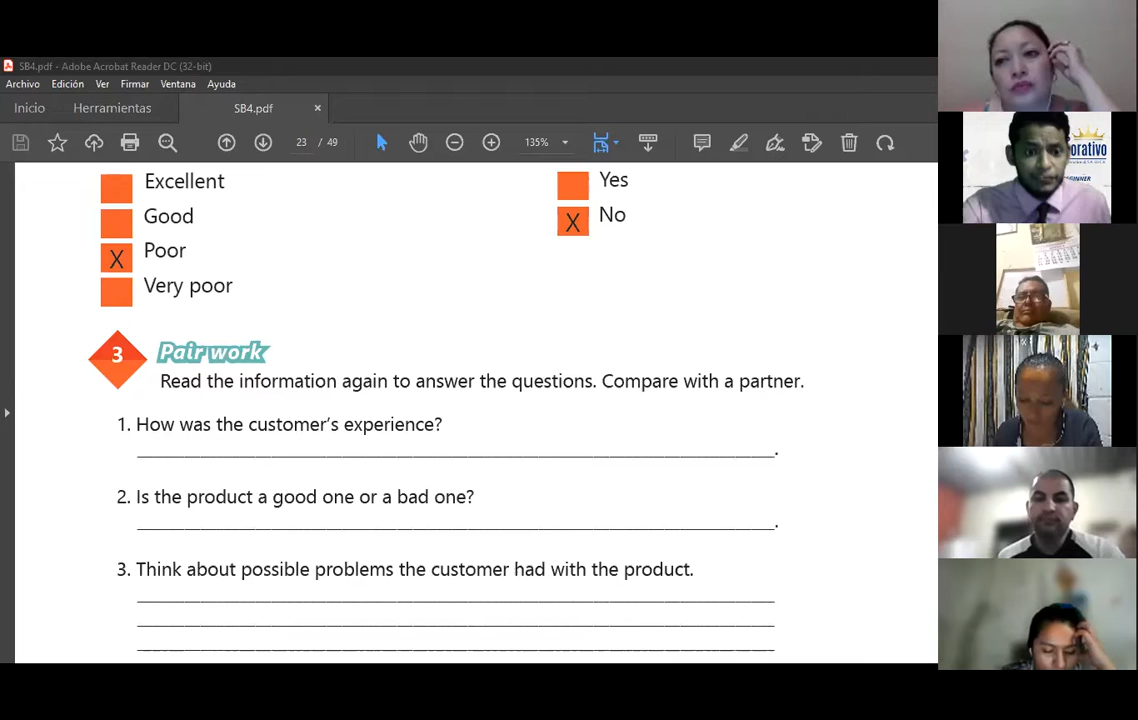 SB4.pdf - Adobe Acrobat Reader DC (32-bit)
Archivo Edición Ver Firmar Ventana Ayuda
Inicio Herramientas SB4.pdf ×
23 / 49 135%
Excellent
Good
X Poor
Very poor
Yes
X No
3 Pair work
Read the information again to answer the questions. Compare with a partner.
1. How was the customer's experience?
2. Is the product a good one or a bad one?
3. Think about possible problems the customer had with the product.
orativo